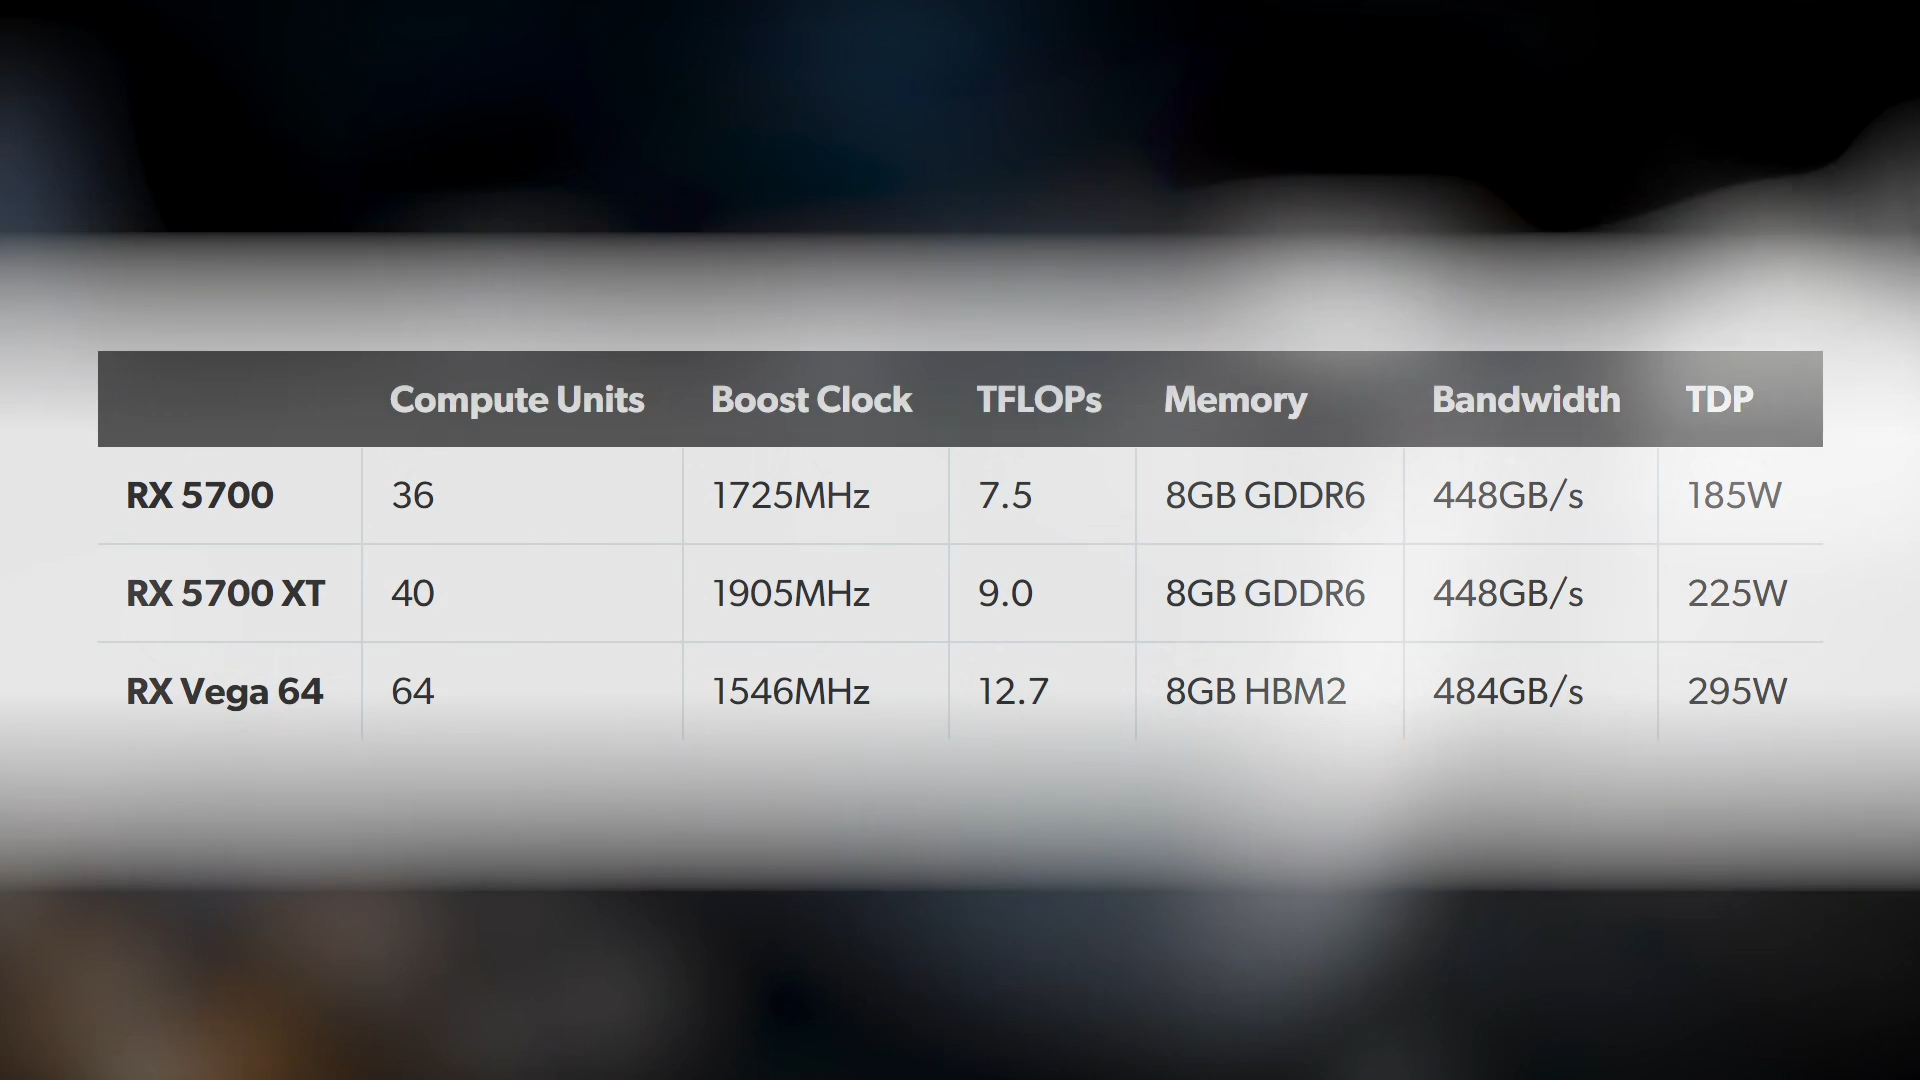 Compute Units Boost Clock TFLOPs Memory Bandwidth TDP
RX 5700 36 1725MHz 7.5 8GB GDDR6 448GB/s 185W
RX 5700 XT 40 1905MHz 9.0 8GB GDDR6 448GB/s 225W
RX Vega 64 64 1546MHz 12.7 8GB HBM2 484GB/s 295W